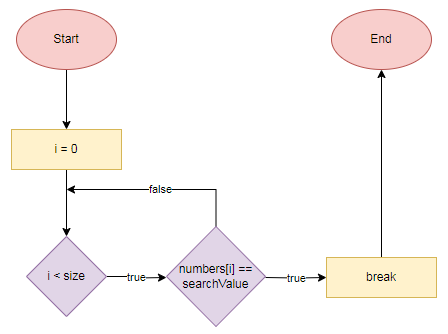 Start
End
i = 0
false
i < size
true
numbers[i] ==
searchValue
true
break